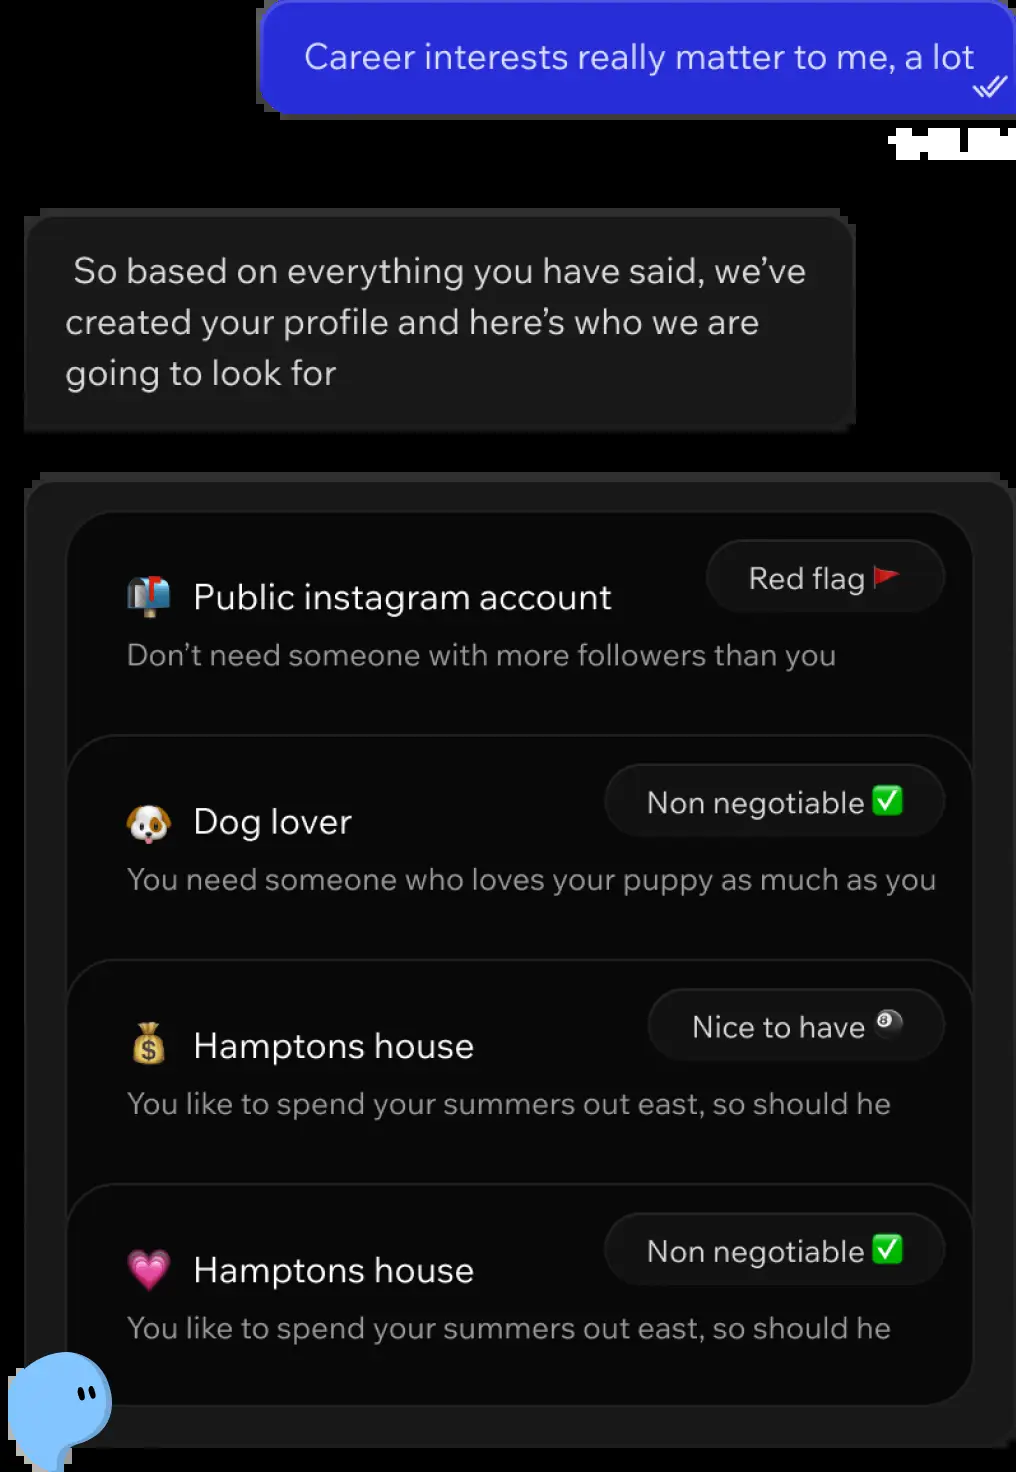 Career interests really matter to me, a lot
So based on everything you have said, we’ve
created your profile and here’s who we are
going to look for
Red flag 🚩
📬 Public instagram account
Don’t need someone with more followers than you
Non negotiable ✅
🐶 Dog lover
You need someone who loves your puppy as much as you
Nice to have 🎱
💰 Hamptons house
You like to spend your summers out east, so should he
Non negotiable ✅
💗 Hamptons house
You like to spend your summers out east, so should he